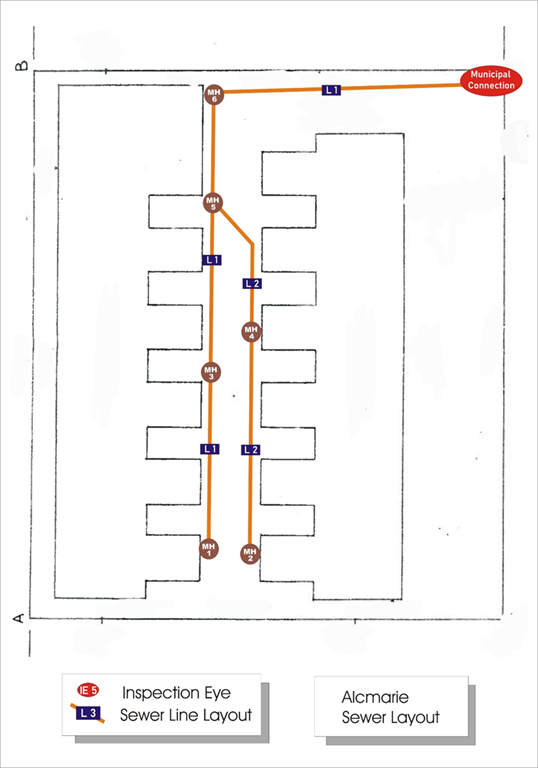 B
Municipal
Connection
MH
6
L 1
MH
5
L 1
L 2
MH
4
MH
3
L 1
L 2
MH
1
MH
2
A
IE 5
Inspection Eye
L 3
Sewer Line Layout
Alcmarie
Sewer Layout